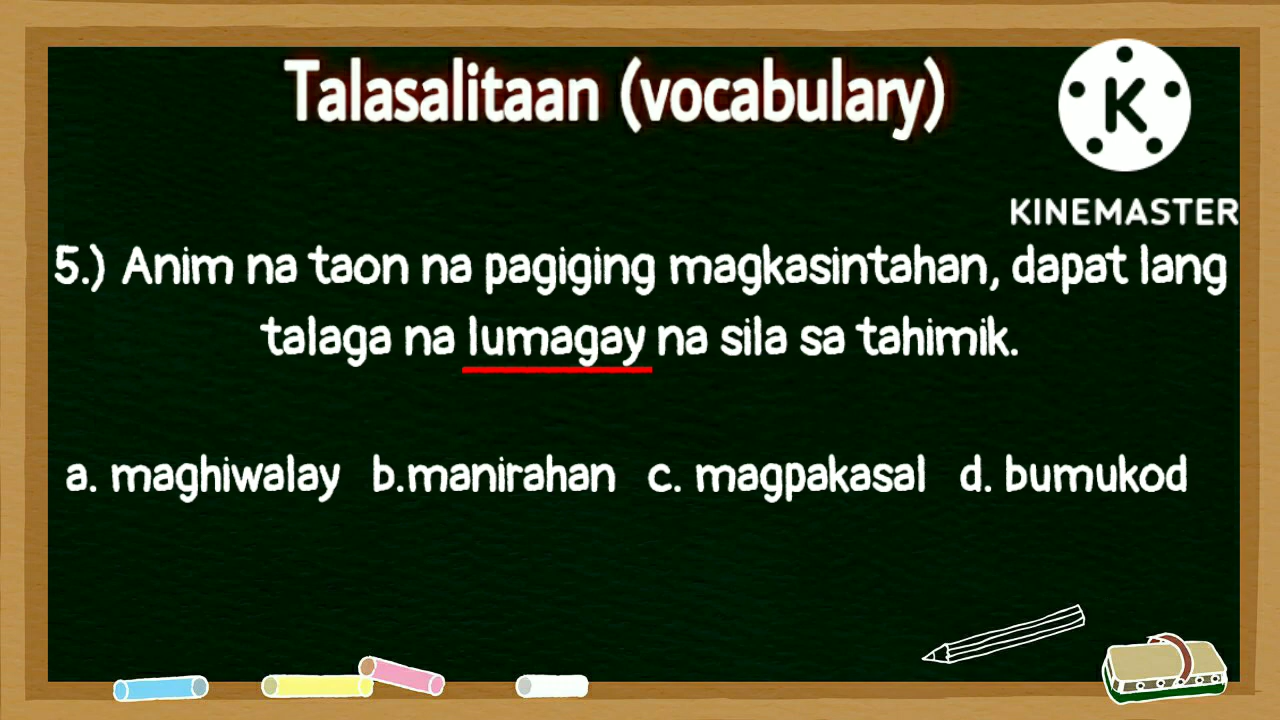 Talasalitaan (vocabulary)
K
KINEMASTER
5.) Anim na taon na pagiging magkasintahan, dapat lang
talaga na lumagay na sila sa tahimik.
a. maghiwalay b.manirahan c. magpakasal d. bumukod